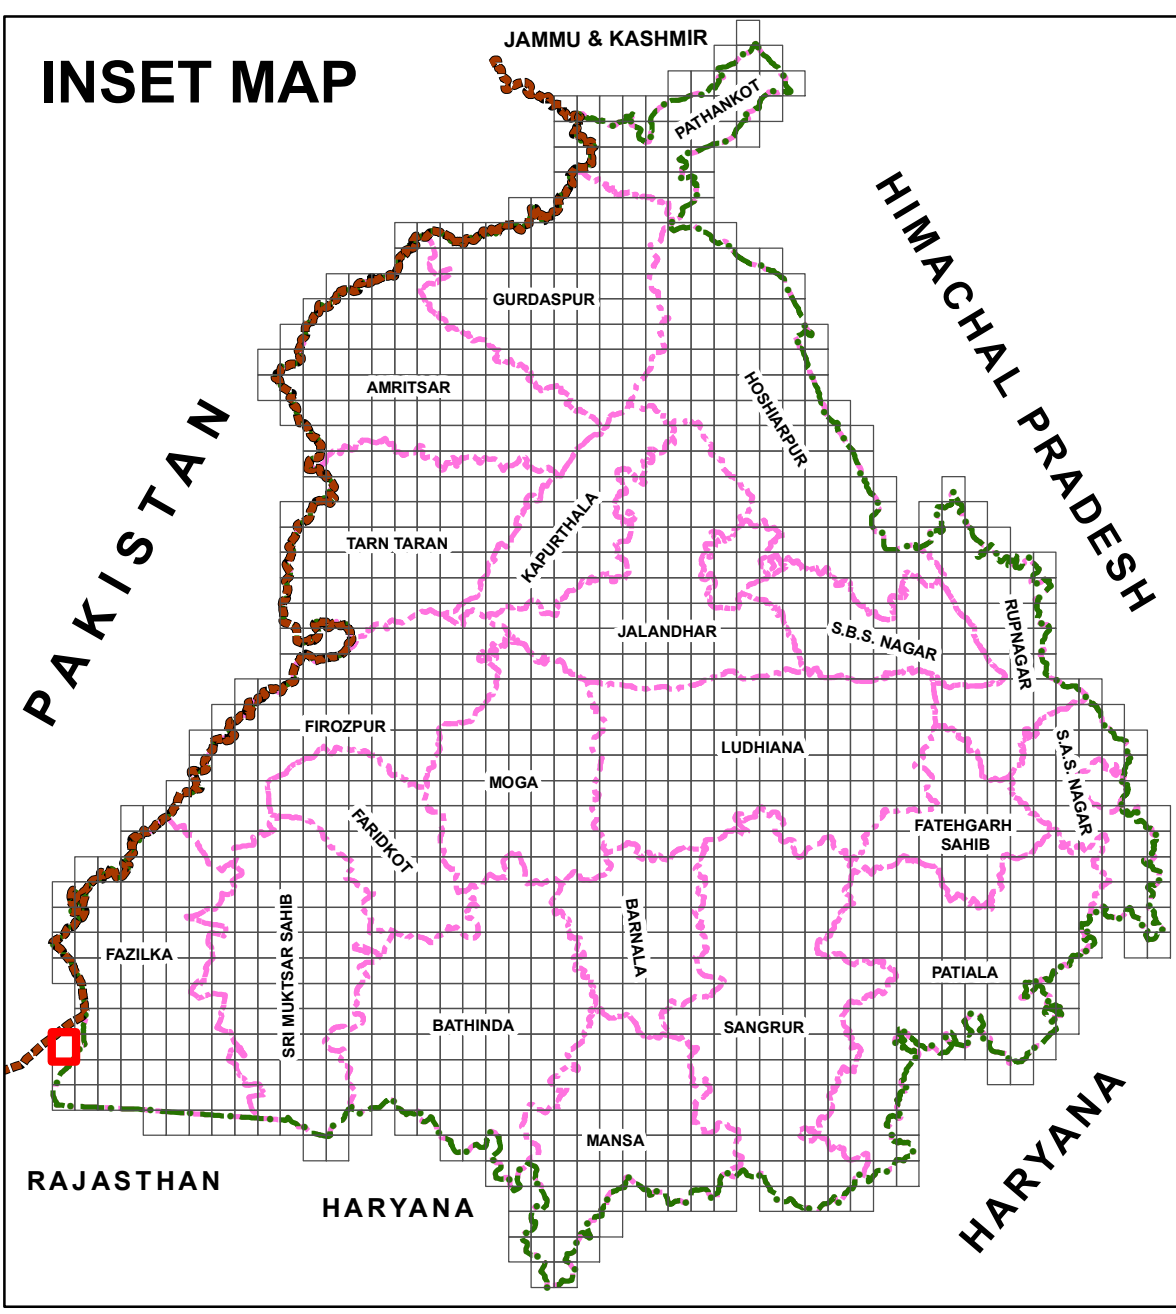 JAMMU & KASHMIR
INSET MAP
PATHANKOT
HIMACHAL PRADESH
GURDASPUR
AMRITSAR
HOSHIARPUR
PAKISTAN
KAPURTHALA
TARN TARAN
JALANDHAR
S.B.S. NAGAR
RUPNAGAR
FIROZPUR
LUDHIANA
S.A.S. NAGAR
MOGA
FARIDKOT
FATEHGARH
SAHIB
SRI MUKTSAR SAHIB
BARNALA
FAZILKA
PATIALA
BATHINDA
SANGRUR
MANSA
HARYANA
RAJASTHAN
HARYANA